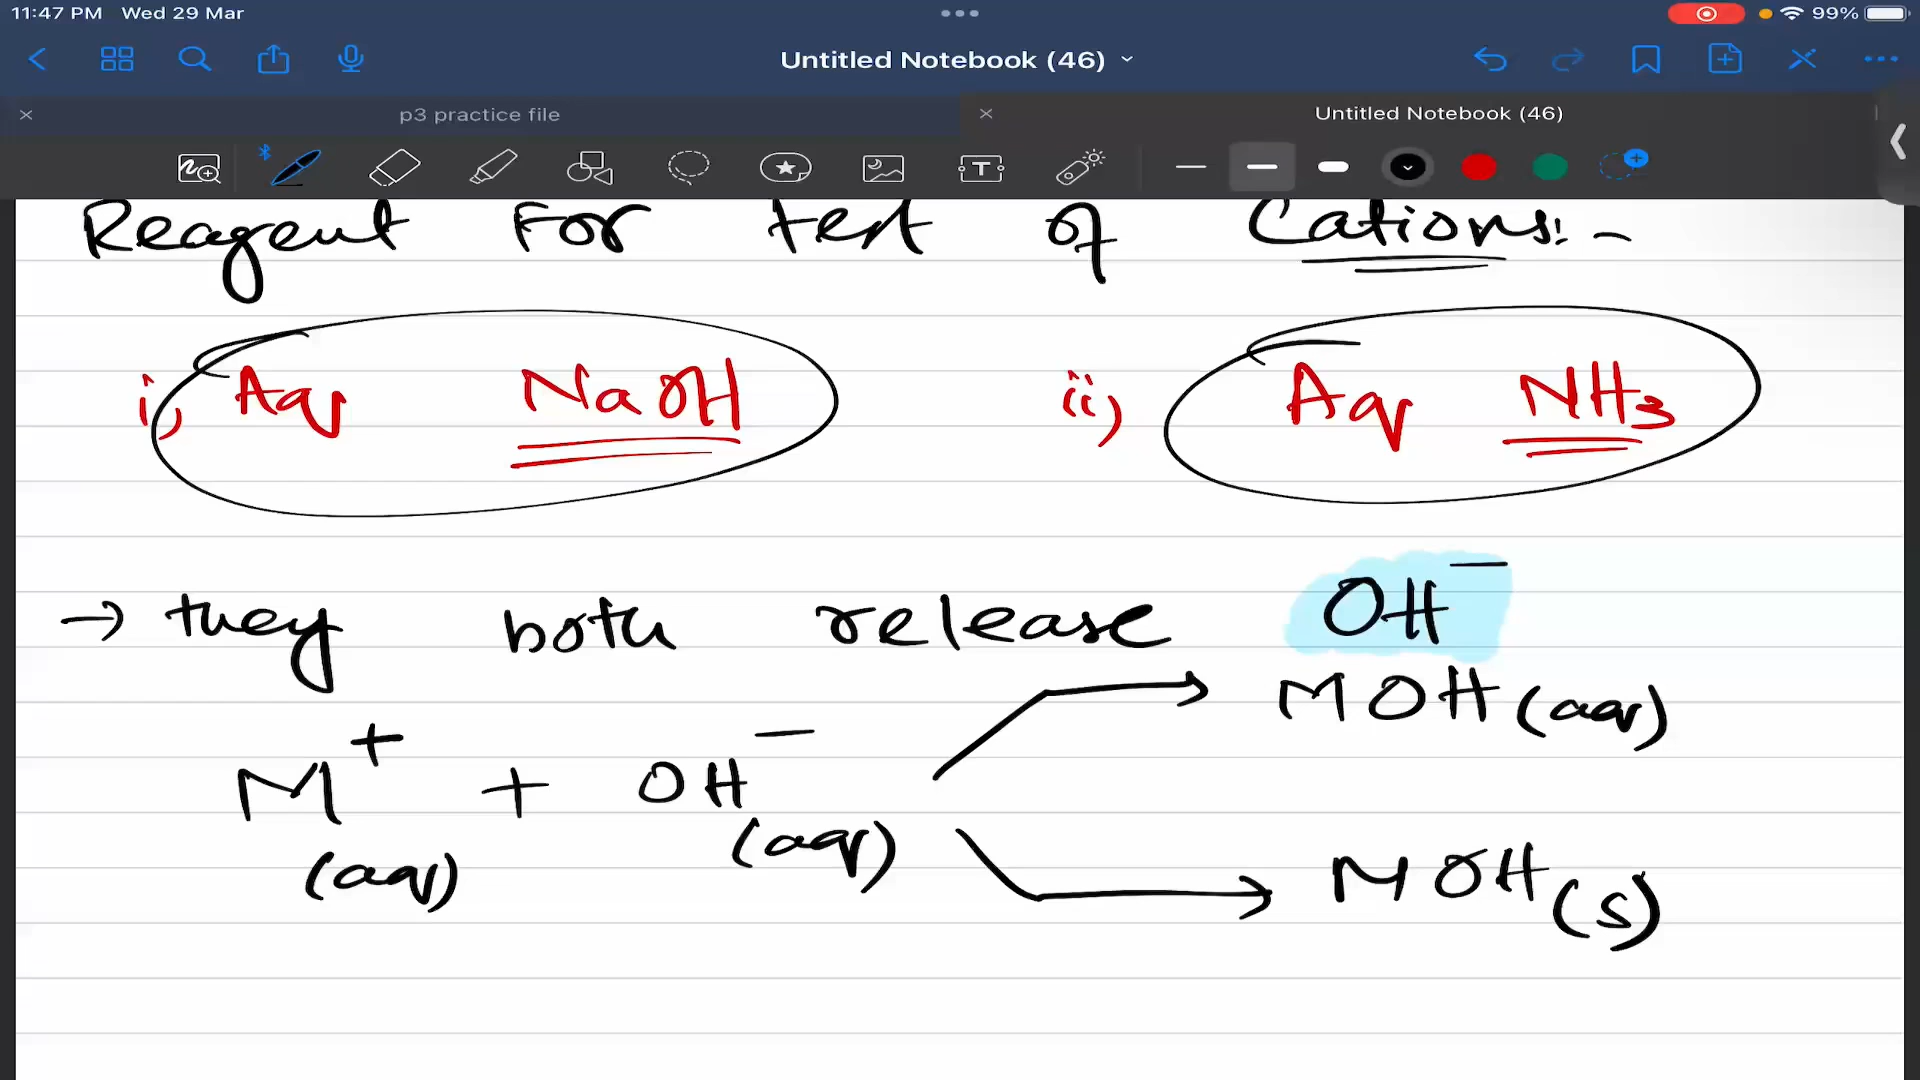 11:47 PM Wed 29 Mar
99%
Untitled Notebook (46)
p3 practice file
Untitled Notebook (46)
Reagent For test of Cations:-
i) Aq NaOH ii) Aq NH₃
→ they both release OH⁻
MOH (aq)
M⁺ + OH⁻
(aq) (aq)
MOH (s)